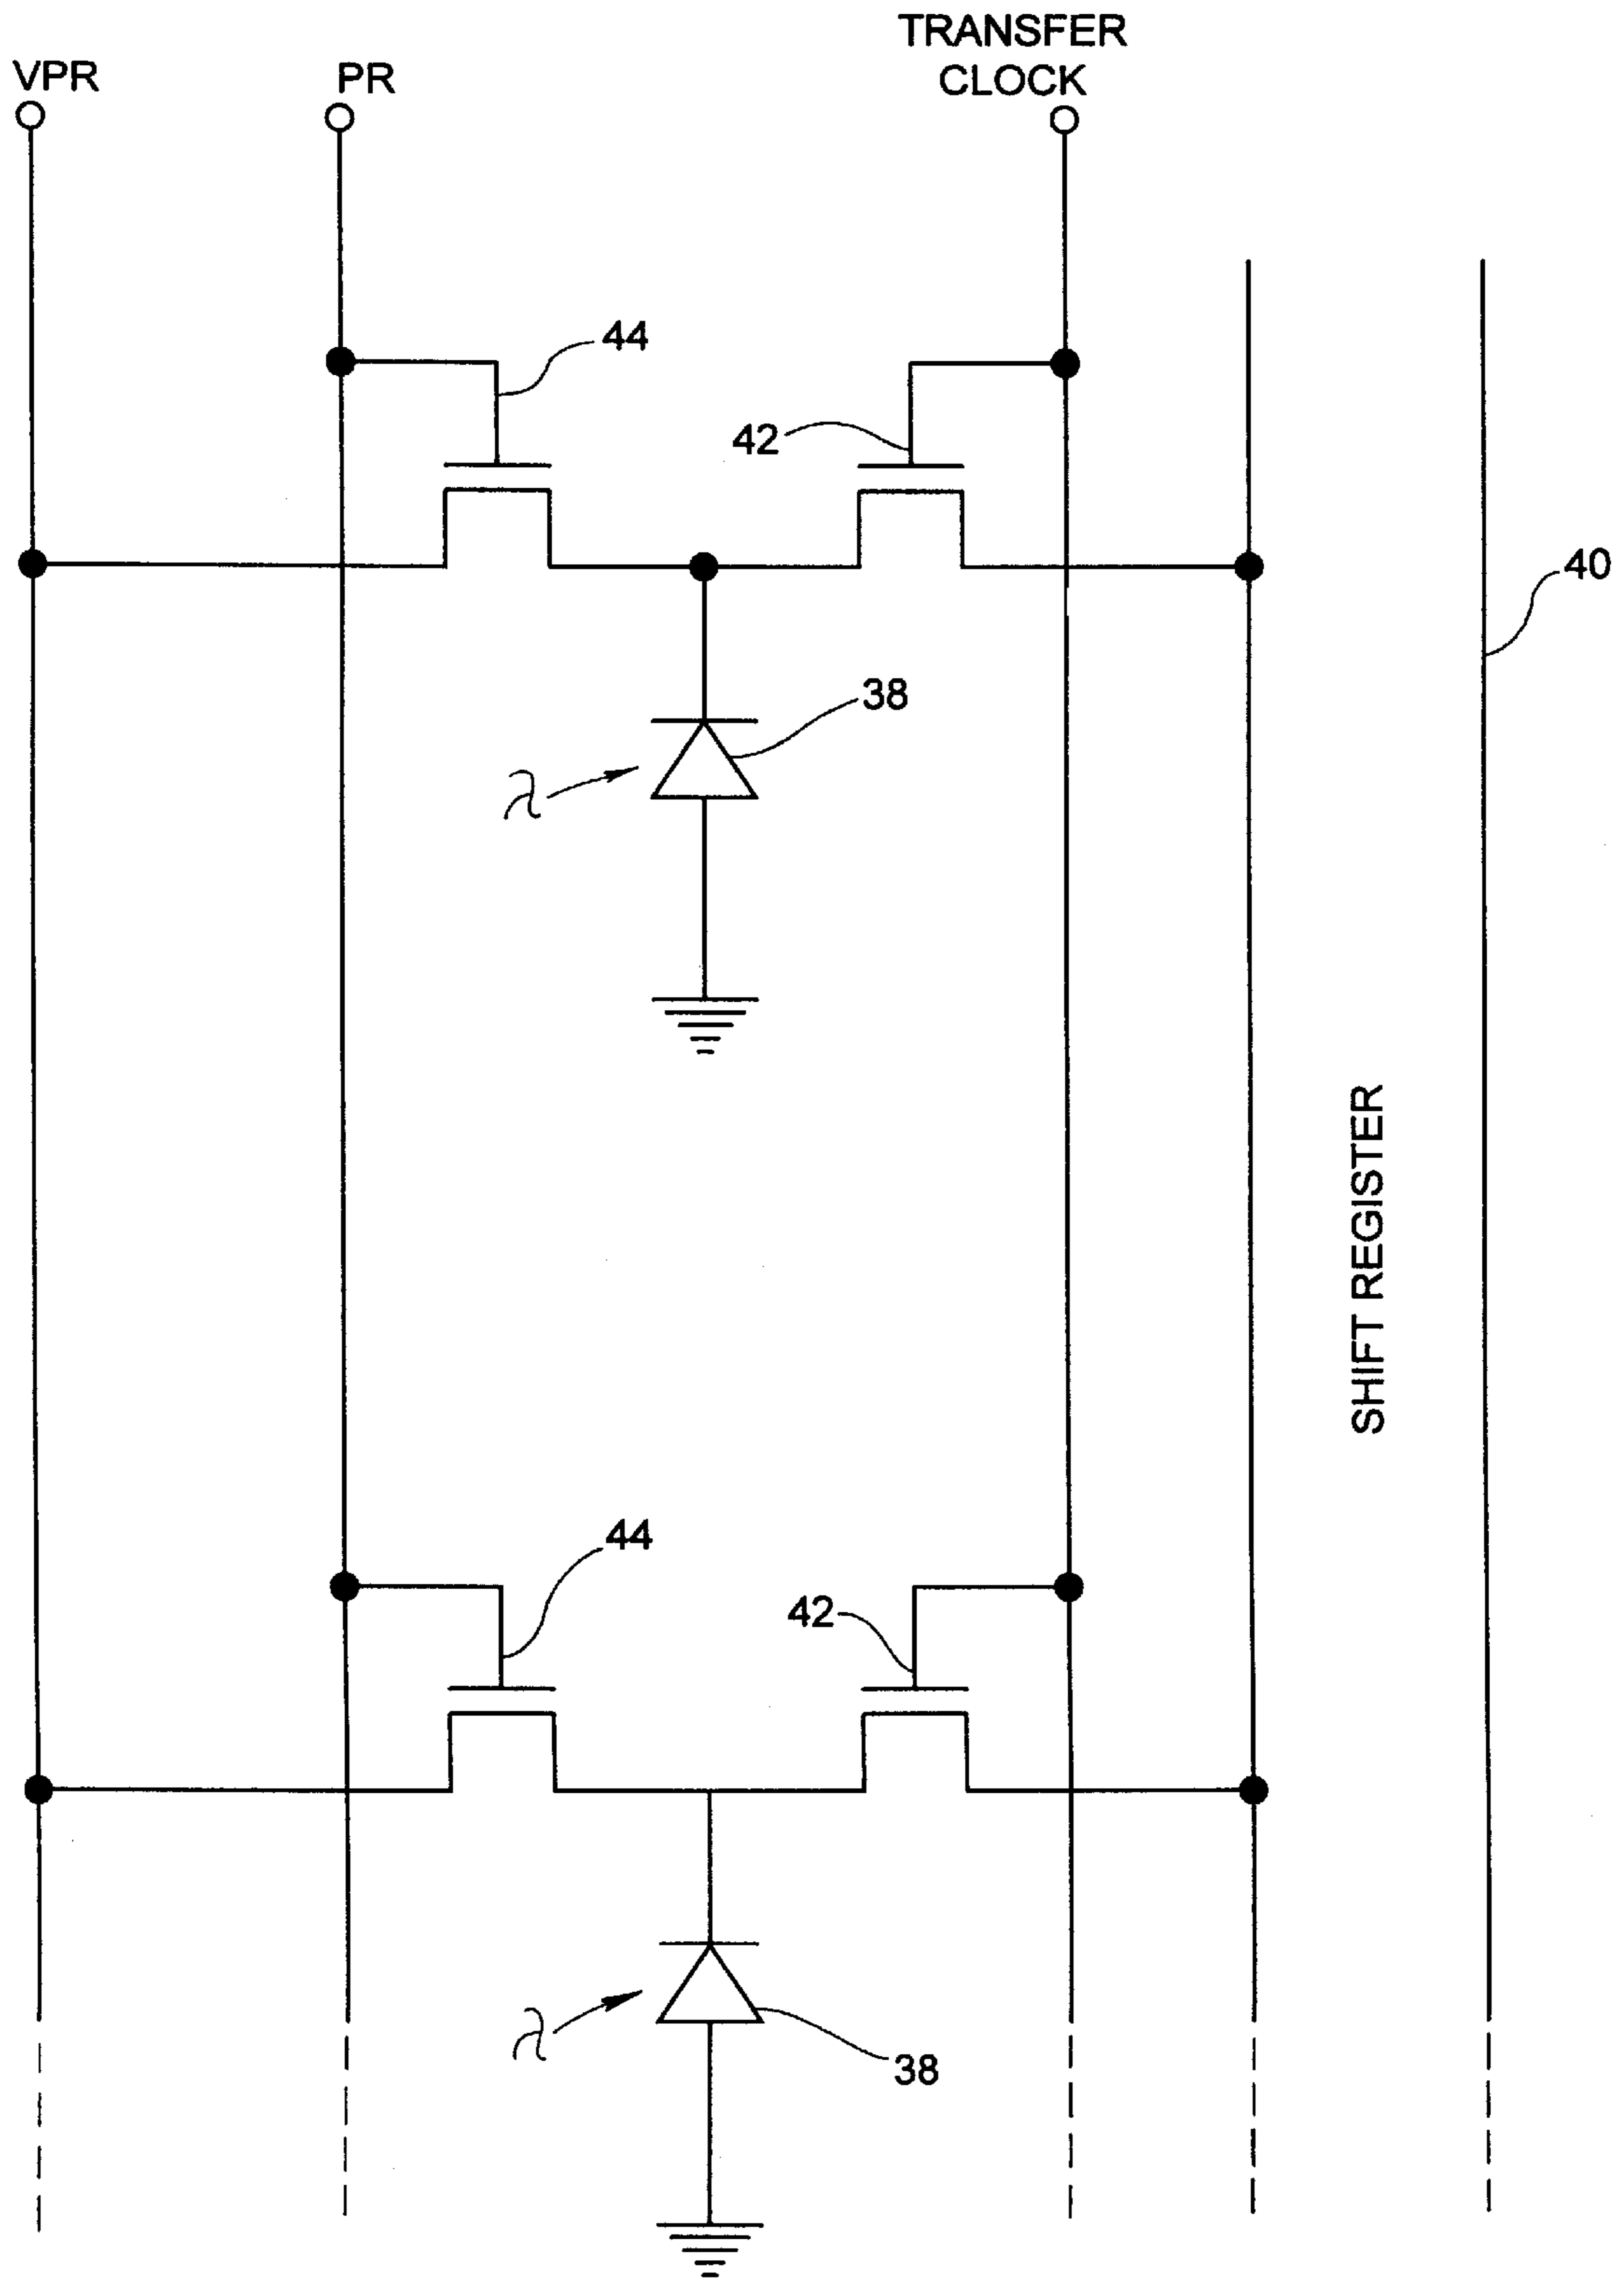 TRANSFER
CLOCK
VPR
PR
44
42
40
38
λ
SHIFT REGISTER
44
42
λ
38